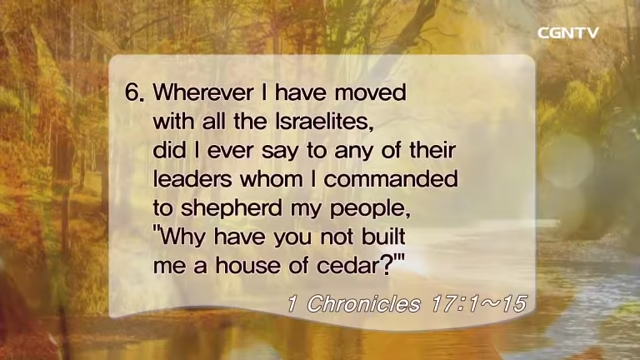 CGNTV
6. Wherever I have moved
with all the Israelites,
did I ever say to any of their
leaders whom I commanded
to shepherd my people,
"Why have you not built
me a house of cedar?'"
1 Chronicles 17:1~15